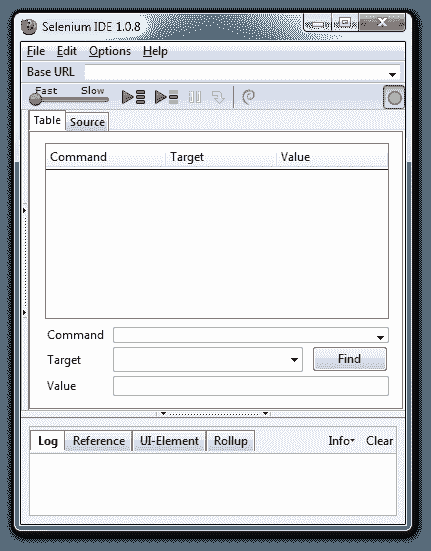 Selenium IDE 1.0.8
File Edit Options Help
Base URL
Fast Slow
Table Source
Command Target Value
Command
Target Find
Value
Log Reference UI-Element Rollup Info Clear